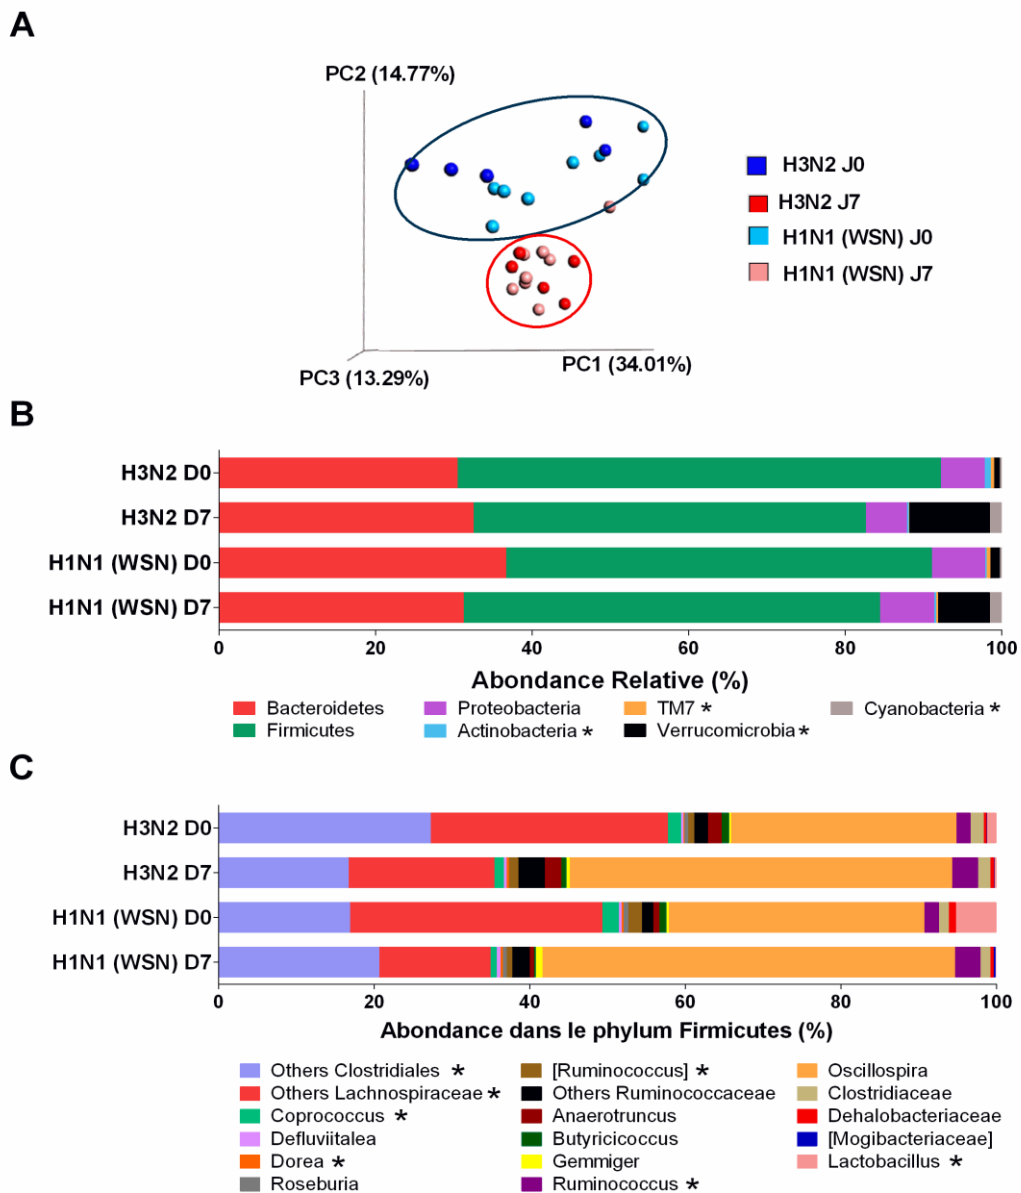 A
PC2 (14.77%)
H3N2 J0
H3N2 J7
H1N1 (WSN) J0
H1N1 (WSN) J7
PC1 (34.01%)
PC3 (13.29%)
B
H3N2 D0
H3N2 D7
H1N1 (WSN) D0
H1N1 (WSN) D7
0 20 40 60 80 100
Abondance Relative (%)
Bacteroidetes Proteobacteria TM7 * Cyanobacteria *
Firmicutes Actinobacteria * Verrucomicrobia *
C
H3N2 D0
H3N2 D7
H1N1 (WSN) D0
H1N1 (WSN) D7
0 20 40 60 80 100
Abondance dans le phylum Firmicutes (%)
Others Clostridiales * [Ruminococcus] * Oscillospira
Others Lachnospiraceae * Others Ruminoccaceae Clostridiaceae
Coprococcus * Anaerotruncus Dehalobacteriaceae
Defluviitalea Butyricicoccus [Mogibacteriaceae]
Dorea * Gemmiger Lactobacillus *
Roseburia Ruminococcus *